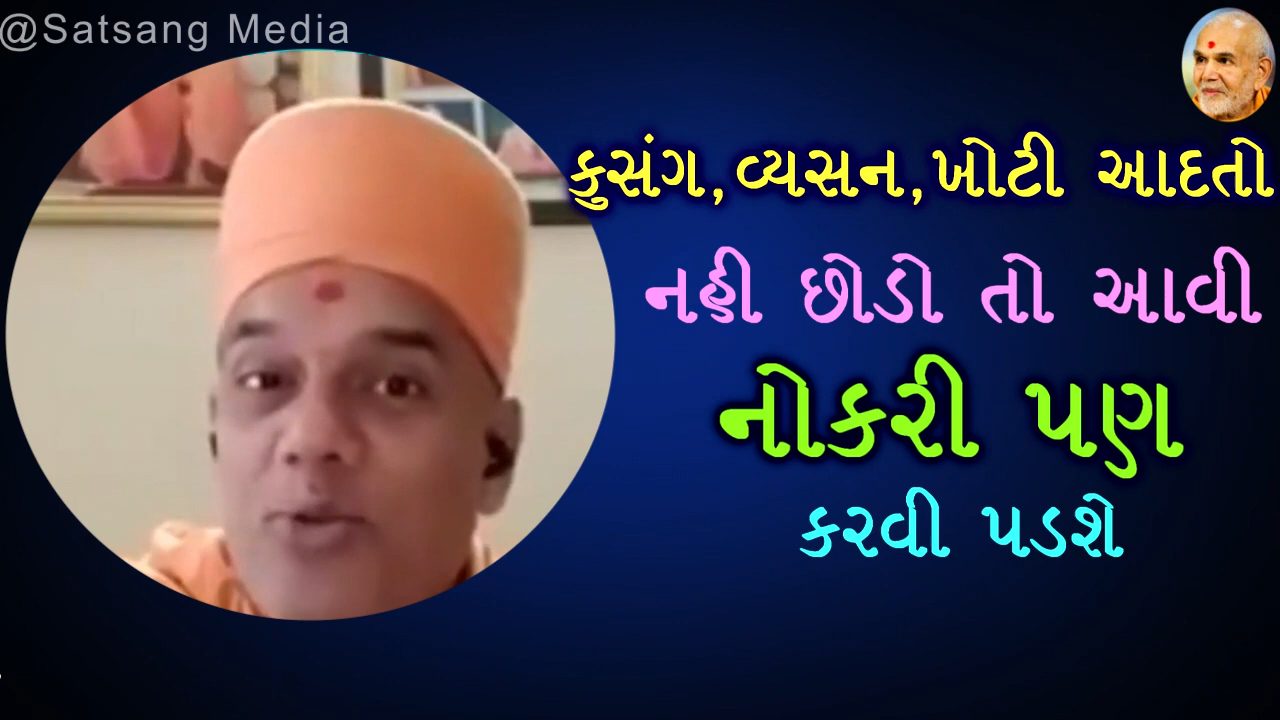 @Satsang Media
કુસંગ,વ્યસન,ખોટી આદતો
નહી છોડો તો આવી
નોકરી પણ
કરવી પડશે